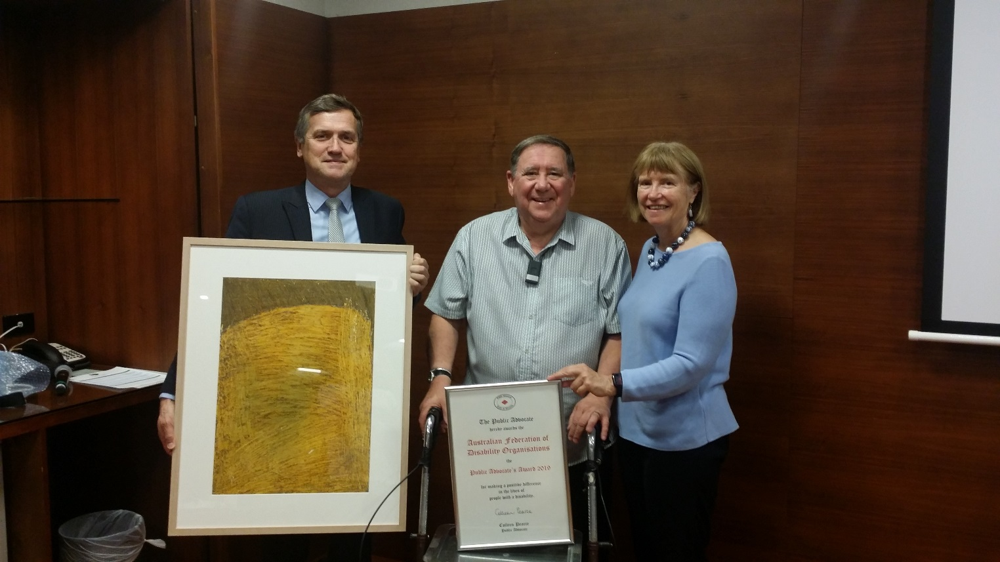 The Public Advocate
hereby awards the
Australian Federation of
Disability Organisations
the
Public Advocate's Award 2019
for making a positive difference
in the lives of
people with a disability.
Colleen Pearce
Colleen Pearce
Public Advocate